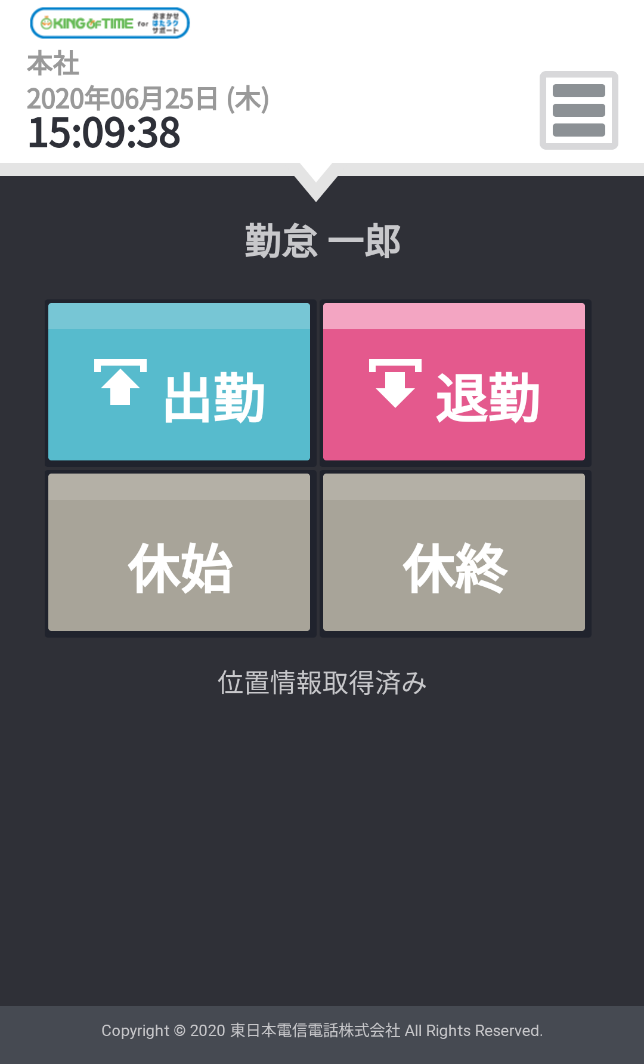 KING OF TIME for おまかせ はたラク サポート
本社
2020年06月25日 (木)
15:09:38
勤怠 一郎
出勤
退勤
休始
休終
位置情報取得済み
Copyright © 2020 東日本電信電話株式会社 All Rights Reserved.